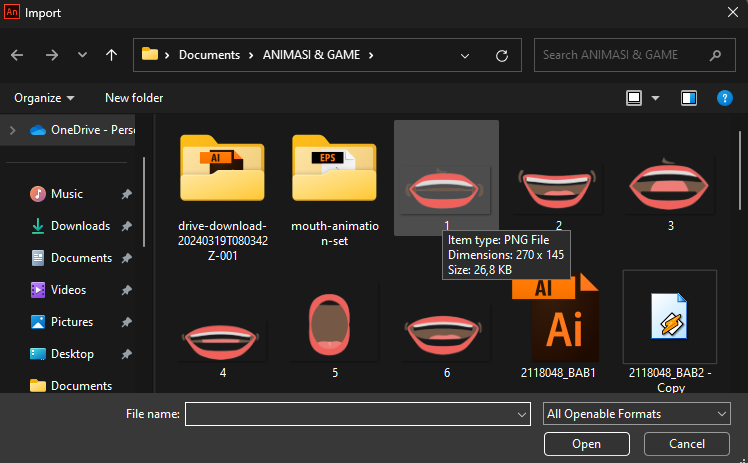 An Import
Documents ANIMASI & GAME
Search ANIMASI & GAME
Organize New folder
OneDrive - Pers
Music
Downloads
Documents
Videos
Pictures
Desktop
Documents
AI
drive-download-
20240319T080342
Z-001
EPS
mouth-animatio
n-set
1
2
3
Item type: PNG File
Dimensions: 270 x 145
Size: 26,8 KB
4
5
6
AI
Ai
2118048_BAB1
2118048_BAB2 -
Copy
File name:
All Openable Formats
Open Cancel